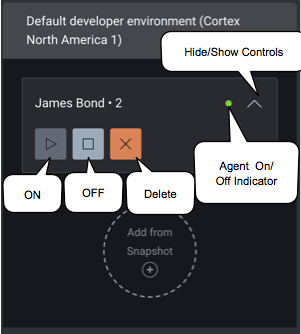 Default developer environment (Cortex
North America 1)
Hide/Show Controls
James Bond • 2
ON
OFF
Delete
Agent On/
Off Indicator
Add from
Snapshot